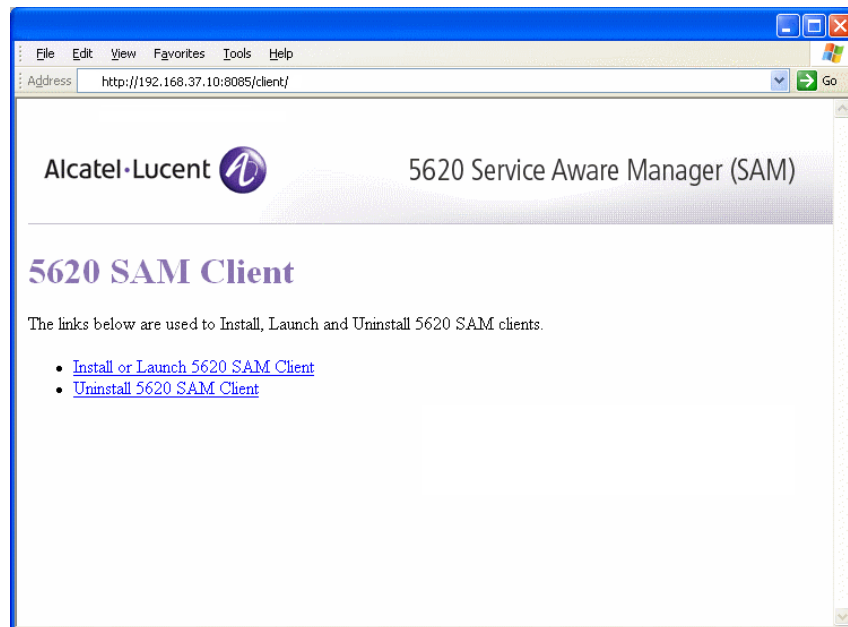 File Edit View Favorites Tools Help
Address http://192.168.37.10:8085/client/ Go
Alcatel·Lucent 5620 Service Aware Manager (SAM)
5620 SAM Client
The links below are used to Install, Launch and Uninstall 5620 SAM clients.
• Install or Launch 5620 SAM Client
• Uninstall 5620 SAM Client